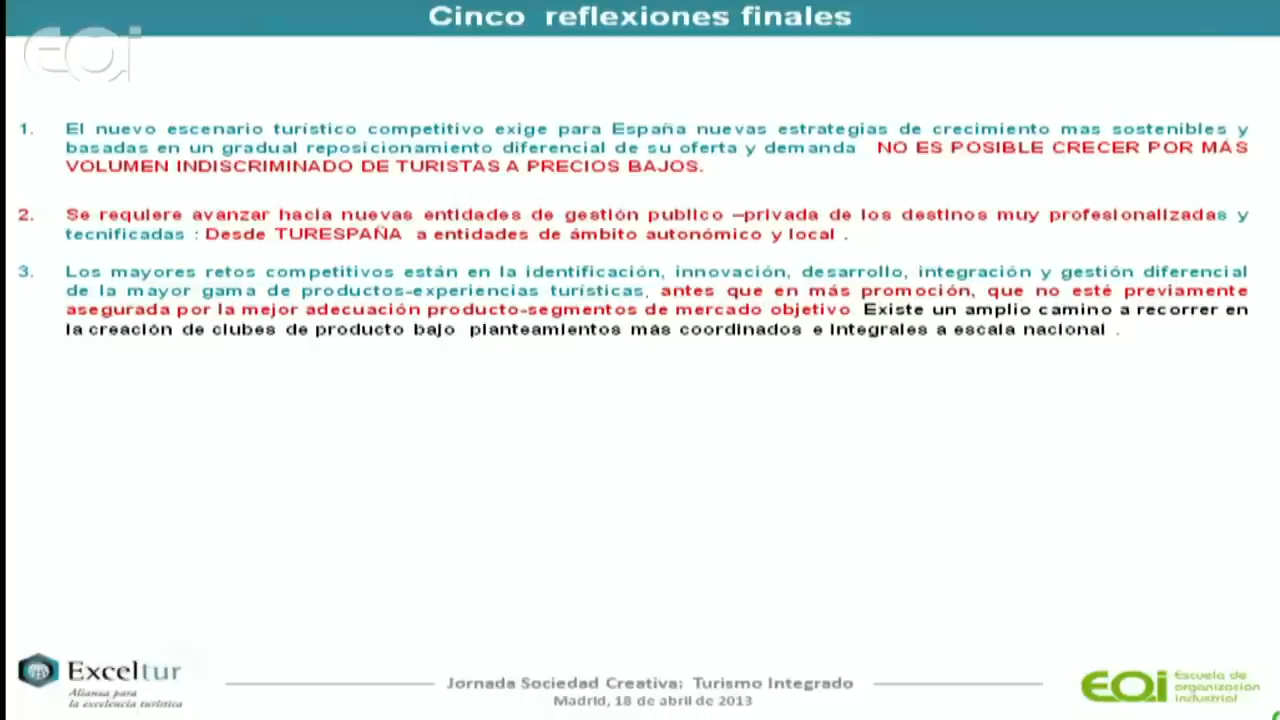 Cinco reflexiones finales
eoi
1. El nuevo escenario turístico competitivo exige para España nuevas estrategias de crecimiento mas sostenibles y
basadas en un gradual reposicionamiento diferencial de su oferta y demanda NO ES POSIBLE CRECER POR MÁS
VOLUMEN INDISCRIMINADO DE TURISTAS A PRECIOS BAJOS.
2. Se requiere avanzar hacia nuevas entidades de gestión publico –privada de los destinos muy profesionalizadas y
tecnificadas : Desde TURESPAÑA a entidades de ámbito autonómico y local .
3. Los mayores retos competitivos están en la identificación, innovación, desarrollo, integración y gestión diferencial
de la mayor gama de productos-experiencias turísticas, antes que en más promoción, que no esté previamente
asegurada por la mejor adecuación producto-segmentos de mercado objetivo Existe un amplio camino a recorrer en
la creación de clubes de producto bajo planteamientos más coordinados e integrales a escala nacional .
Exceltur
Alianza para
la excelencia turística
Jornada Sociedad Creativa: Turismo Integrado
Madrid, 18 de abril de 2013
eoi
Escuela de
organización
industrial